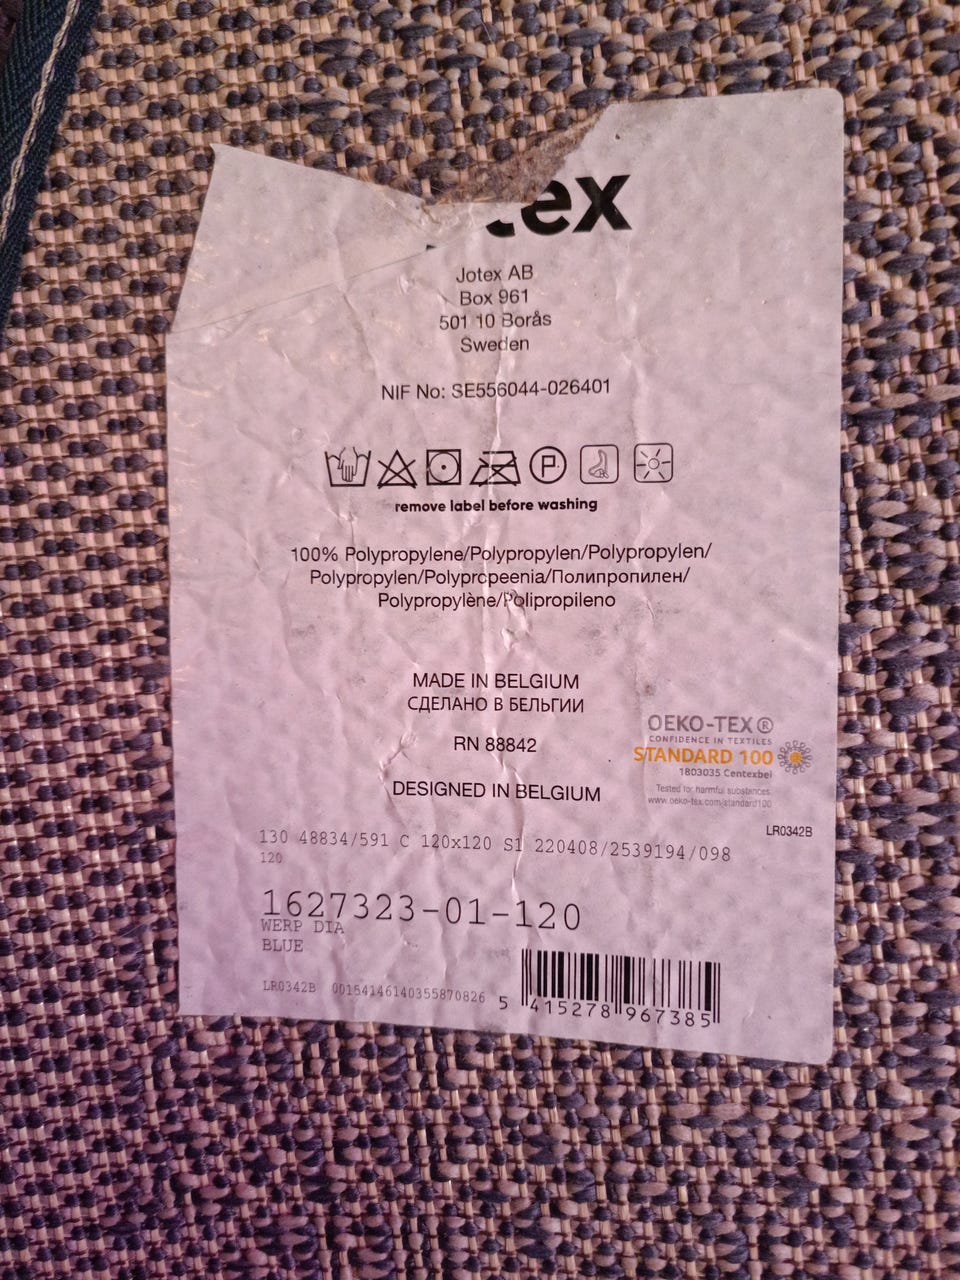 tex
Jotex AB
Box 961
501 10 Borås
Sweden
NIF No: SE556044-026401
P
remove label before washing
100% Polypropylene/Polypropylen/Polypropylen/
Polypropylen/Polypropeenia/Полипропилен/
Polypropylène/Polipropileno
MADE IN BELGIUM
СДЕЛАНО В БЕЛЬГИИ
RN 88842
DESIGNED IN BELGIUM
OEKO-TEX®
CONFIDENCE IN TEXTILES
STANDARD 100
1803035 Centexbel
Tested for harmful substances.
www.oeko-tex.com/standard100
LR0342B
130 48834/591 C 120x120 S1 220408/2539194/098
120
1627323-01-120
WERP DIA
BLUE
LR0342B 00154146140355870826
5 415278 967385